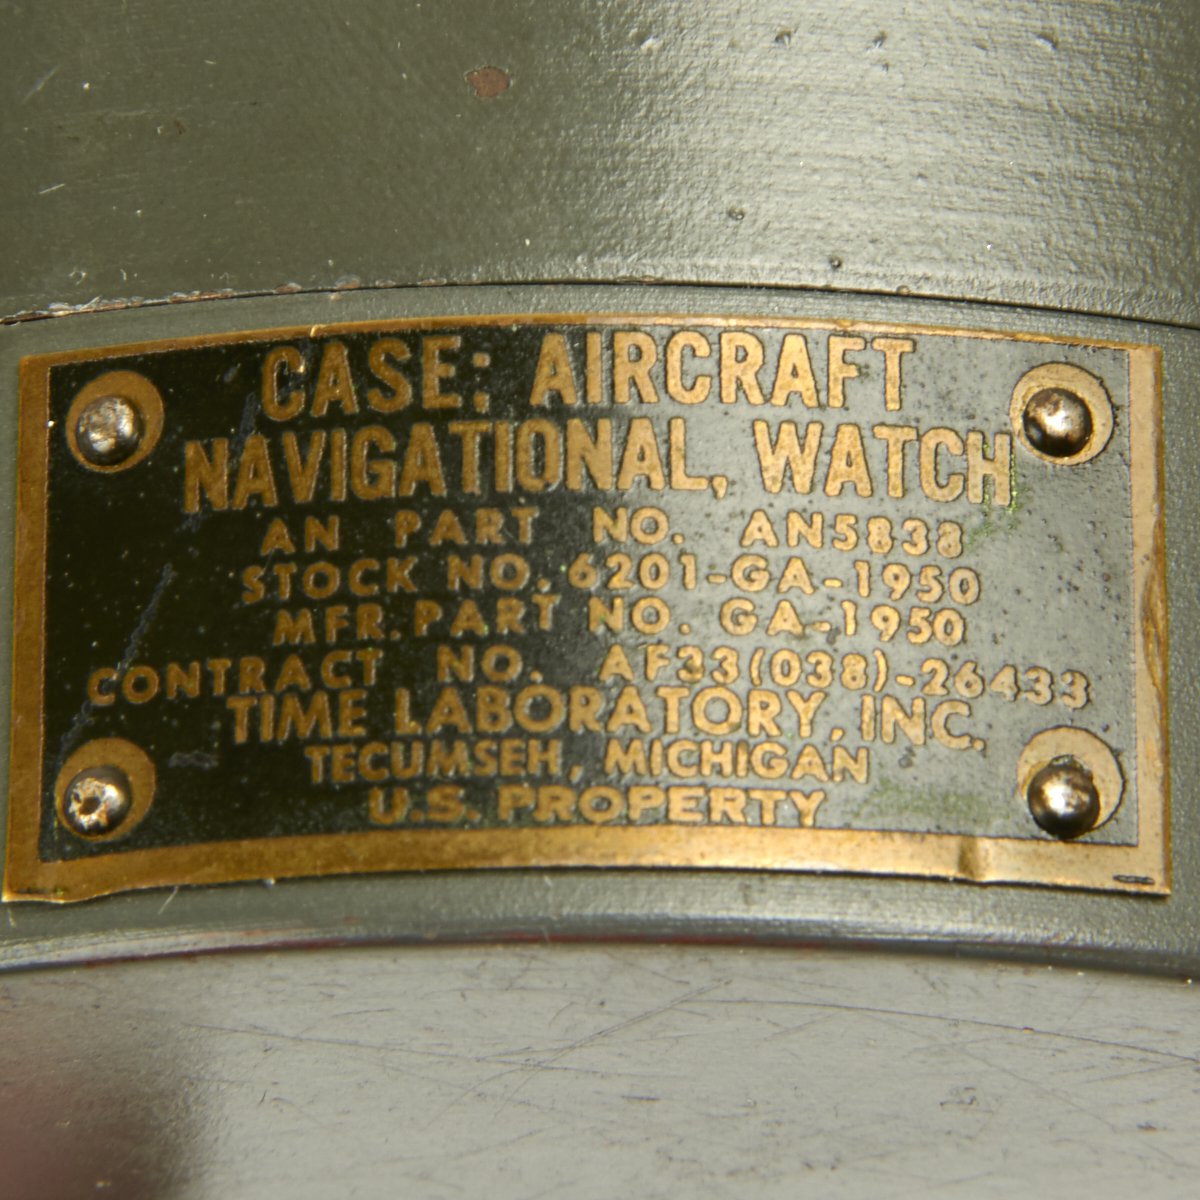 CASE: AIRCRAFT
NAVIGATIONAL, WATCH
AN PART NO. AN5838
STOCK NO. 6201-GA-1950
MFR. PART NO. GA-1950
CONTRACT NO. AF33(038)-26433
TIME LABORATORY, INC.
TECUMSEH, MICHIGAN
U.S. PROPERTY